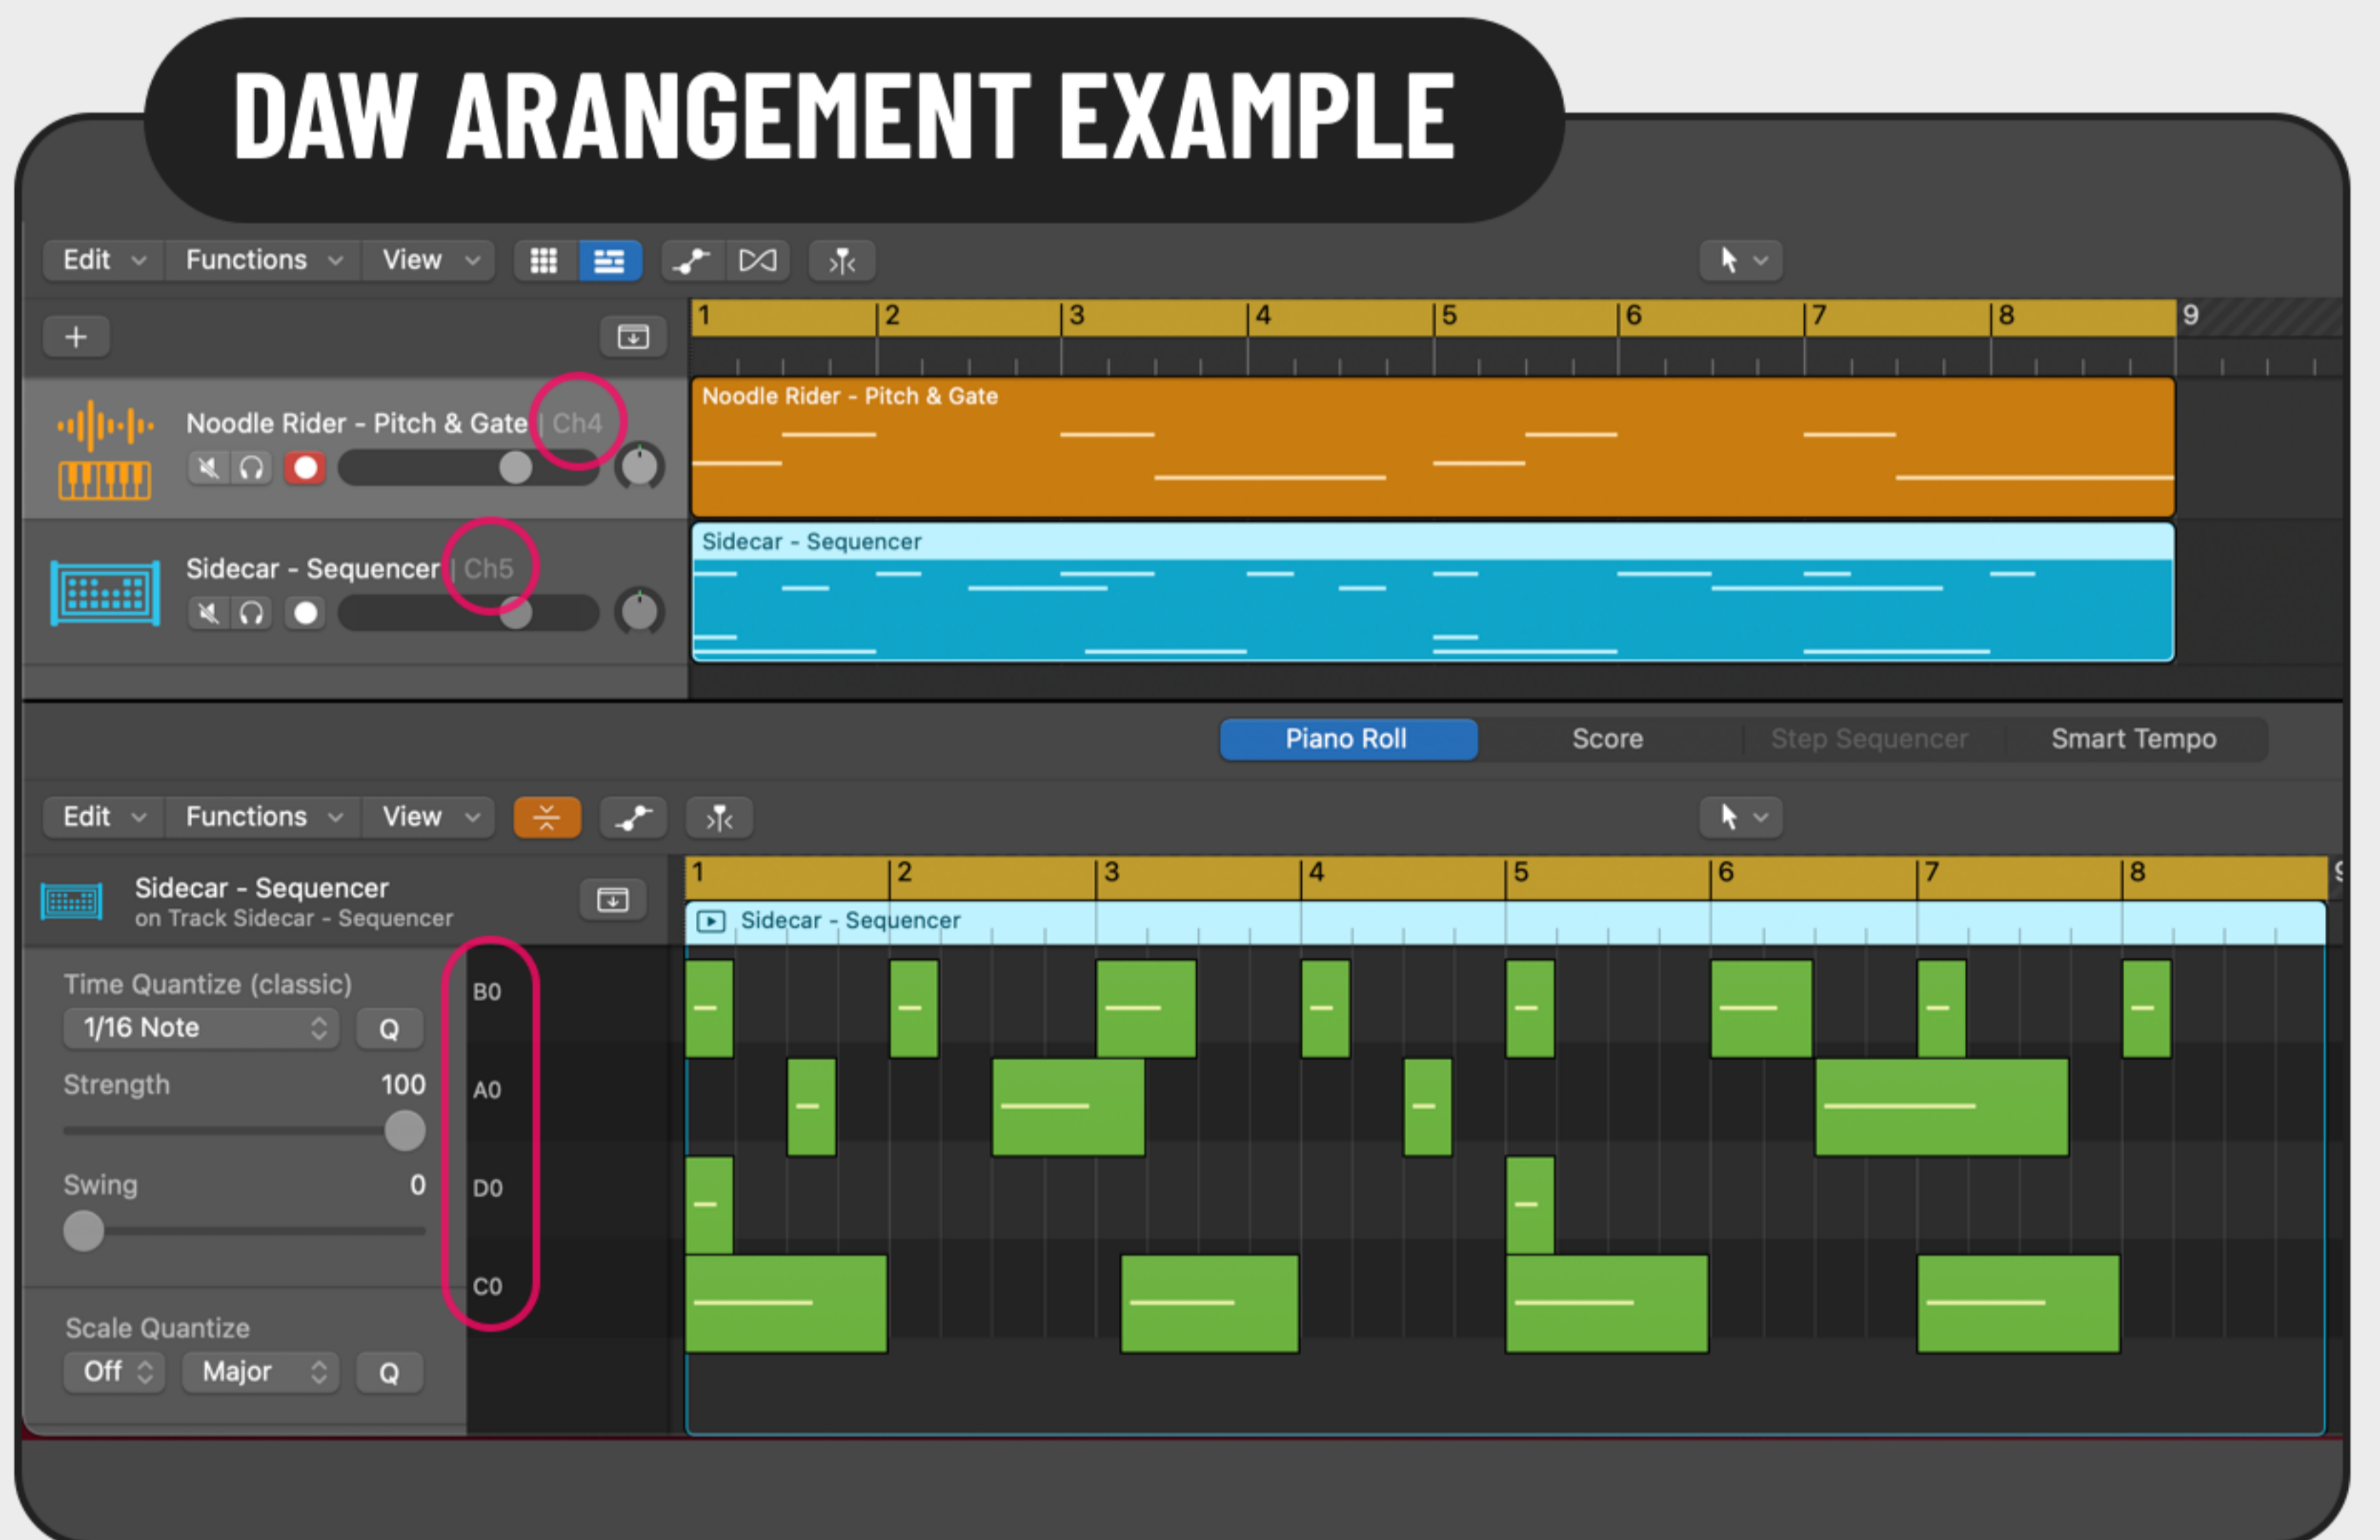 DAW ARANGEMENT EXAMPLE
Edit Functions View
1 2 3 4 5 6 7 8 9
Noodle Rider - Pitch & Gate | Ch4
Noodle Rider - Pitch & Gate
Sidecar - Sequencer | Ch5
Sidecar - Sequencer
Piano Roll Score Step Sequencer Smart Tempo
Edit Functions View
1 2 3 4 5 6 7 8 9
Sidecar - Sequencer
on Track Sidecar - Sequencer
Sidecar - Sequencer
Time Quantize (classic)
1/16 Note Q
Strength 100
Swing 0
Scale Quantize
Off Major Q
B0
A0
D0
C0